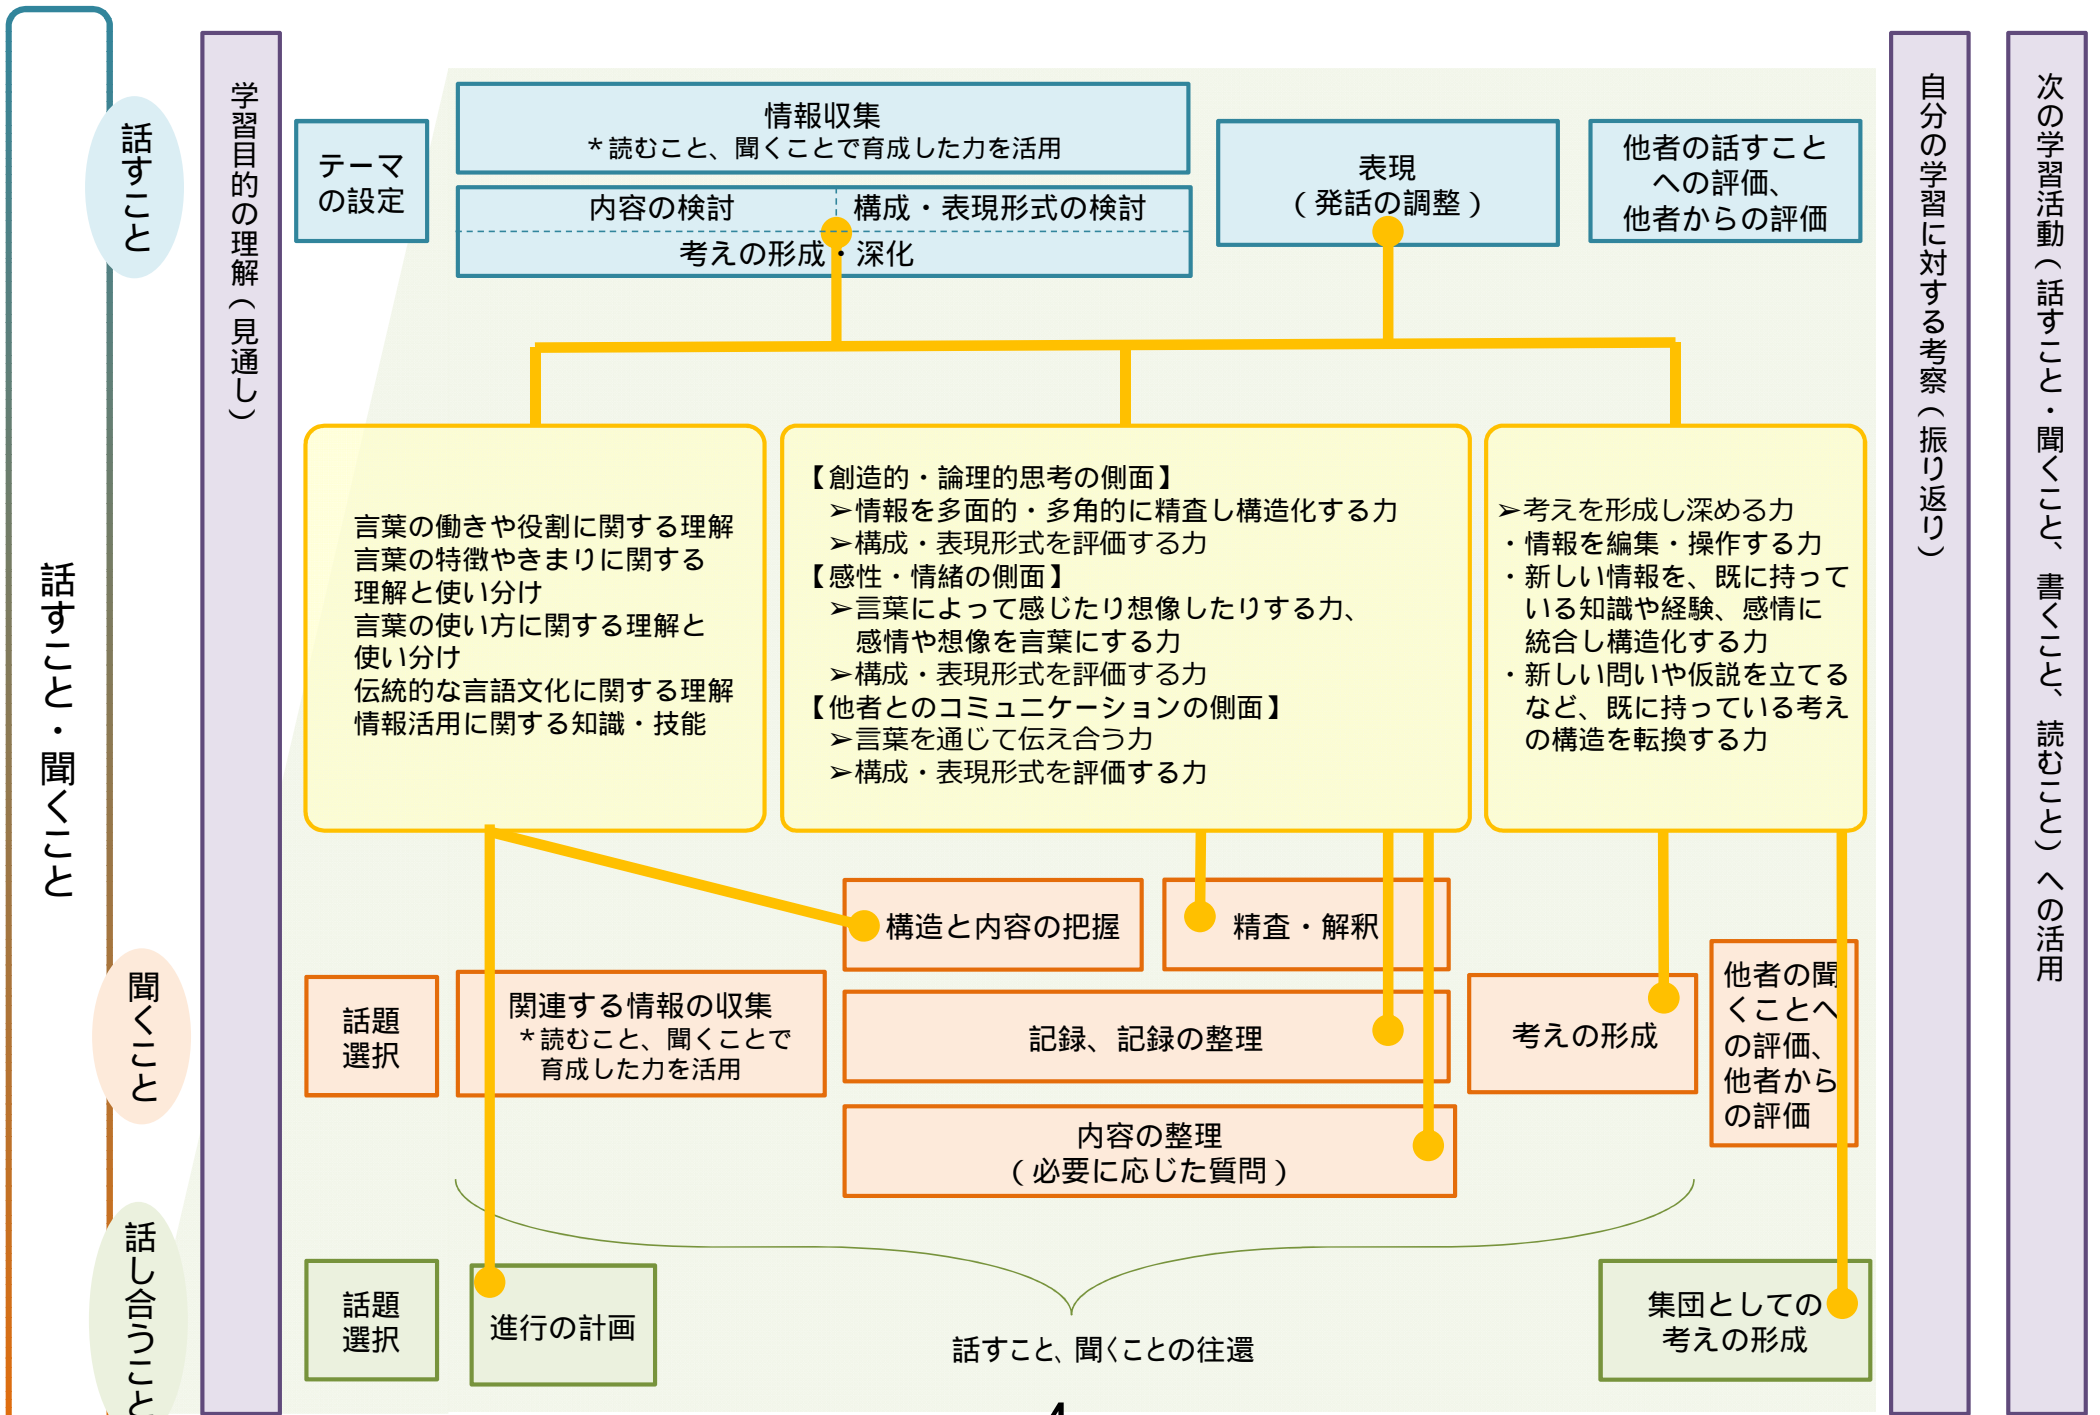 話すこと・聞くこと
話すこと
聞くこと
話し合うこと
学習目的の理解(見通し)
テーマ
の設定
情報収集
*読むこと、聞くことで育成した力を活用
内容の検討
構成・表現形式の検討
考えの形成・深化
表現
(発話の調整)
他者の話すこと
への評価、
他者からの評価
言葉の働きや役割に関する理解
言葉の特徴やきまりに関する
理解と使い分け
言葉の使い方に関する理解と
使い分け
伝統的な言語文化に関する理解
情報活用に関する知識・技能
【創造的・論理的思考の側面】
➢情報を多面的・多角的に精査し構造化する力
➢構成・表現形式を評価する力
【感性・情緒の側面】
➢言葉によって感じたり想像したりする力、
感情や想像を言葉にする力
➢構成・表現形式を評価する力
【他者とのコミュニケーションの側面】
➢言葉を通じて伝え合う力
➢構成・表現形式を評価する力
➢考えを形成し深める力
・情報を編集・操作する力
・新しい情報を、既に持って
いる知識や経験、感情に
統合し構造化する力
・新しい問いや仮説を立てる
など、既に持っている考え
の構造を転換する力
構造と内容の把握
精査・解釈
話題
選択
関連する情報の収集
*読むこと、聞くことで
育成した力を活用
記録、記録の整理
内容の整理
(必要に応じた質問)
考えの形成
他者の聞
くことへ
の評価、
他者から
の評価
話題
選択
進行の計画
話すこと、聞くことの往還
集団としての
考えの形成
自分の学習に対する考察(振り返り)
次の学習活動(話すこと・聞くこと、書くこと、読むこと)への活用